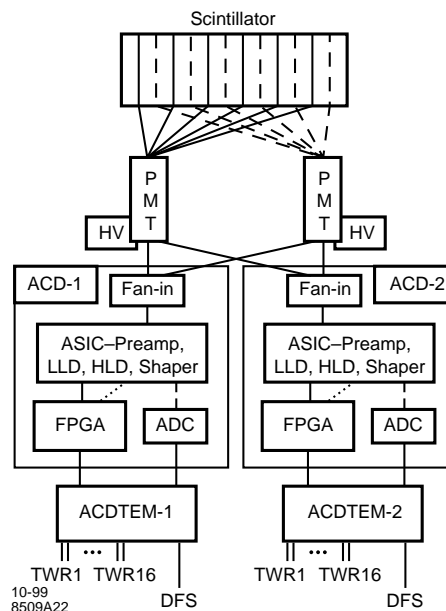 Scintillator
P
M
T
P
M
T
HV
HV
ACD-1
Fan-in
Fan-in
ACD-2
ASIC–Preamp,
LLD, HLD, Shaper
ASIC–Preamp,
LLD, HLD, Shaper
FPGA
ADC
FPGA
ADC
ACDTEM-1
ACDTEM-2
•••
•••
TWR1 TWR16
DFS
TWR1 TWR16
DFS
10-99
8509A22